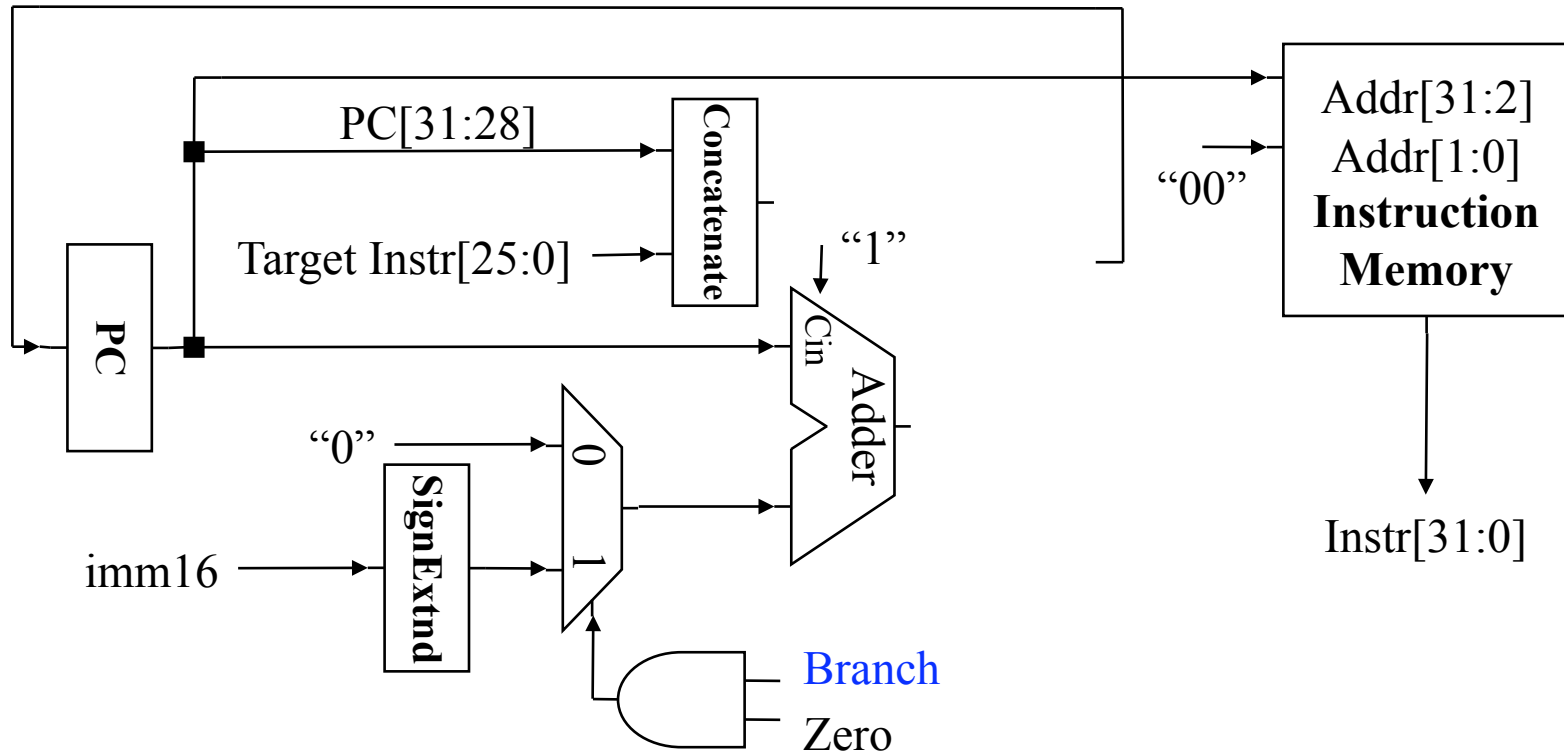 PC[31:28]
Concatenate
Addr[31:2]
Addr[1:0]
Instruction
Memory
“00”
Target Instr[25:0]
“1”
PC
Cin
Adder
“0”
0
SignExtnd
1
imm16
Instr[31:0]
Branch
Zero